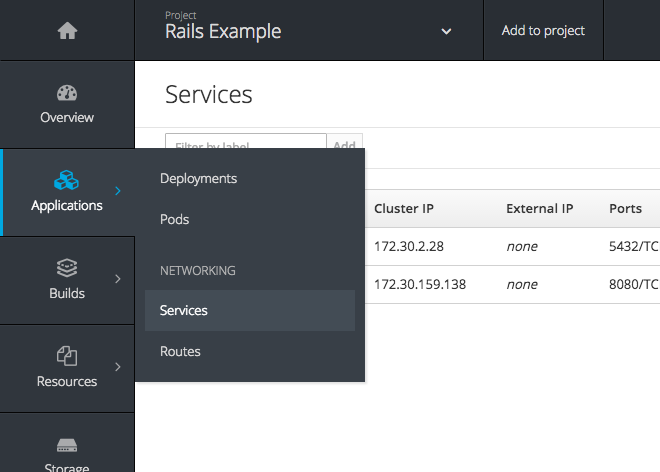 Project
Rails Example
Add to project
Overview
Applications
Builds
Resources
Storage
Deployments
Pods
NETWORKING
Services
Routes
Services
Filter by label
Add
Cluster IP External IP Ports
172.30.2.28 none 5432/TC
172.30.159.138 none 8080/TC